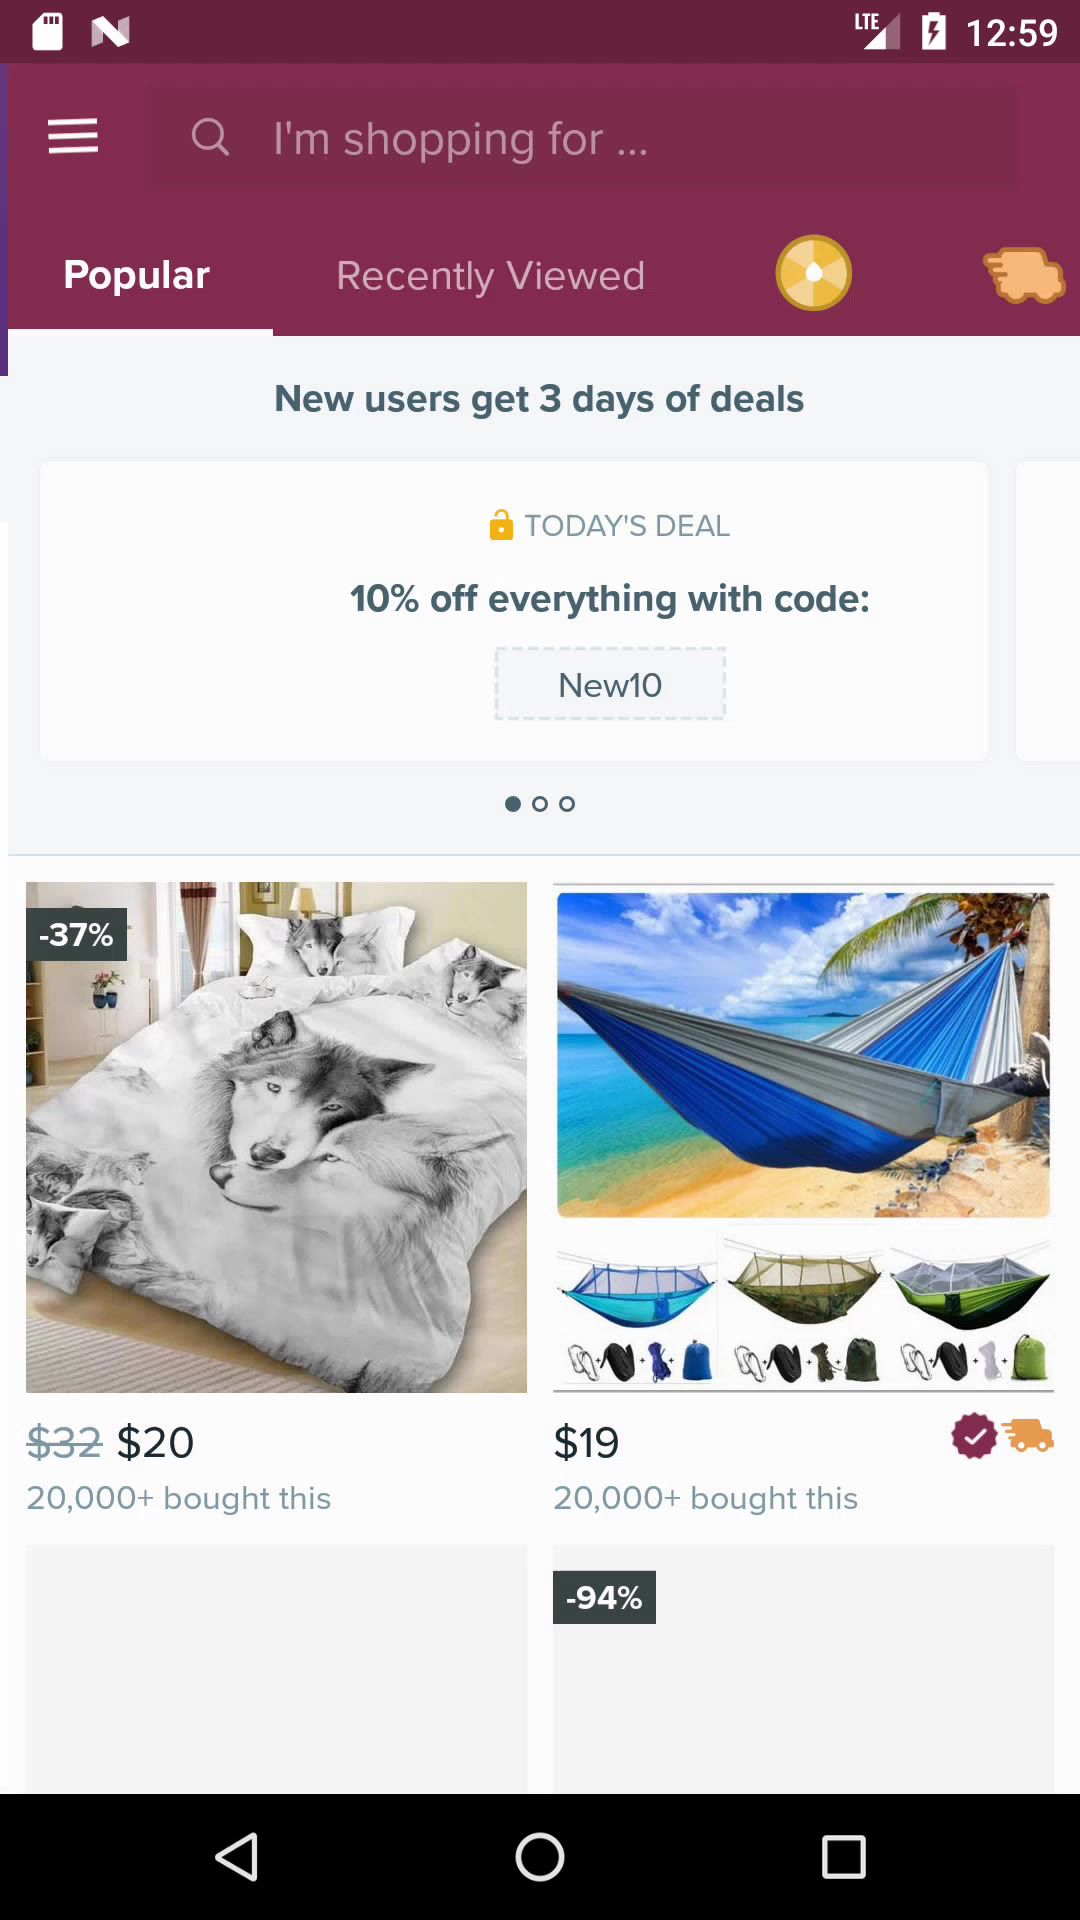 LTE 12:59
I'm shopping for ...
Popular Recently Viewed
New users get 3 days of deals
TODAY'S DEAL
10% off everything with code:
New10
-37%
$32 $20 $19
20,000+ bought this 20,000+ bought this
-94%